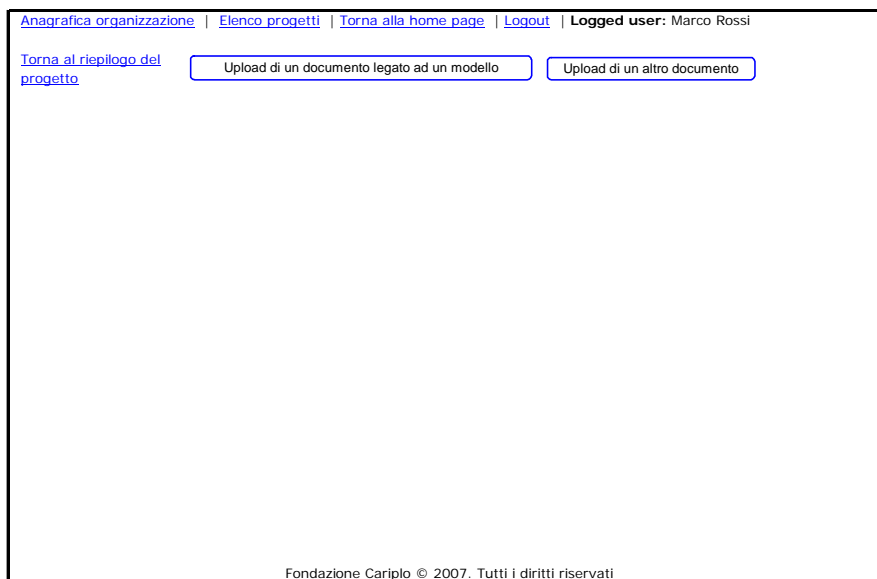 Anagrafica organizzazione | Elenco progetti | Torna alla home page | Logout | Logged user: Marco Rossi
Torna al riepilogo del
progetto
Upload di un documento legato ad un modello
Upload di un altro documento
Fondazione Cariplo © 2007. Tutti i diritti riservati